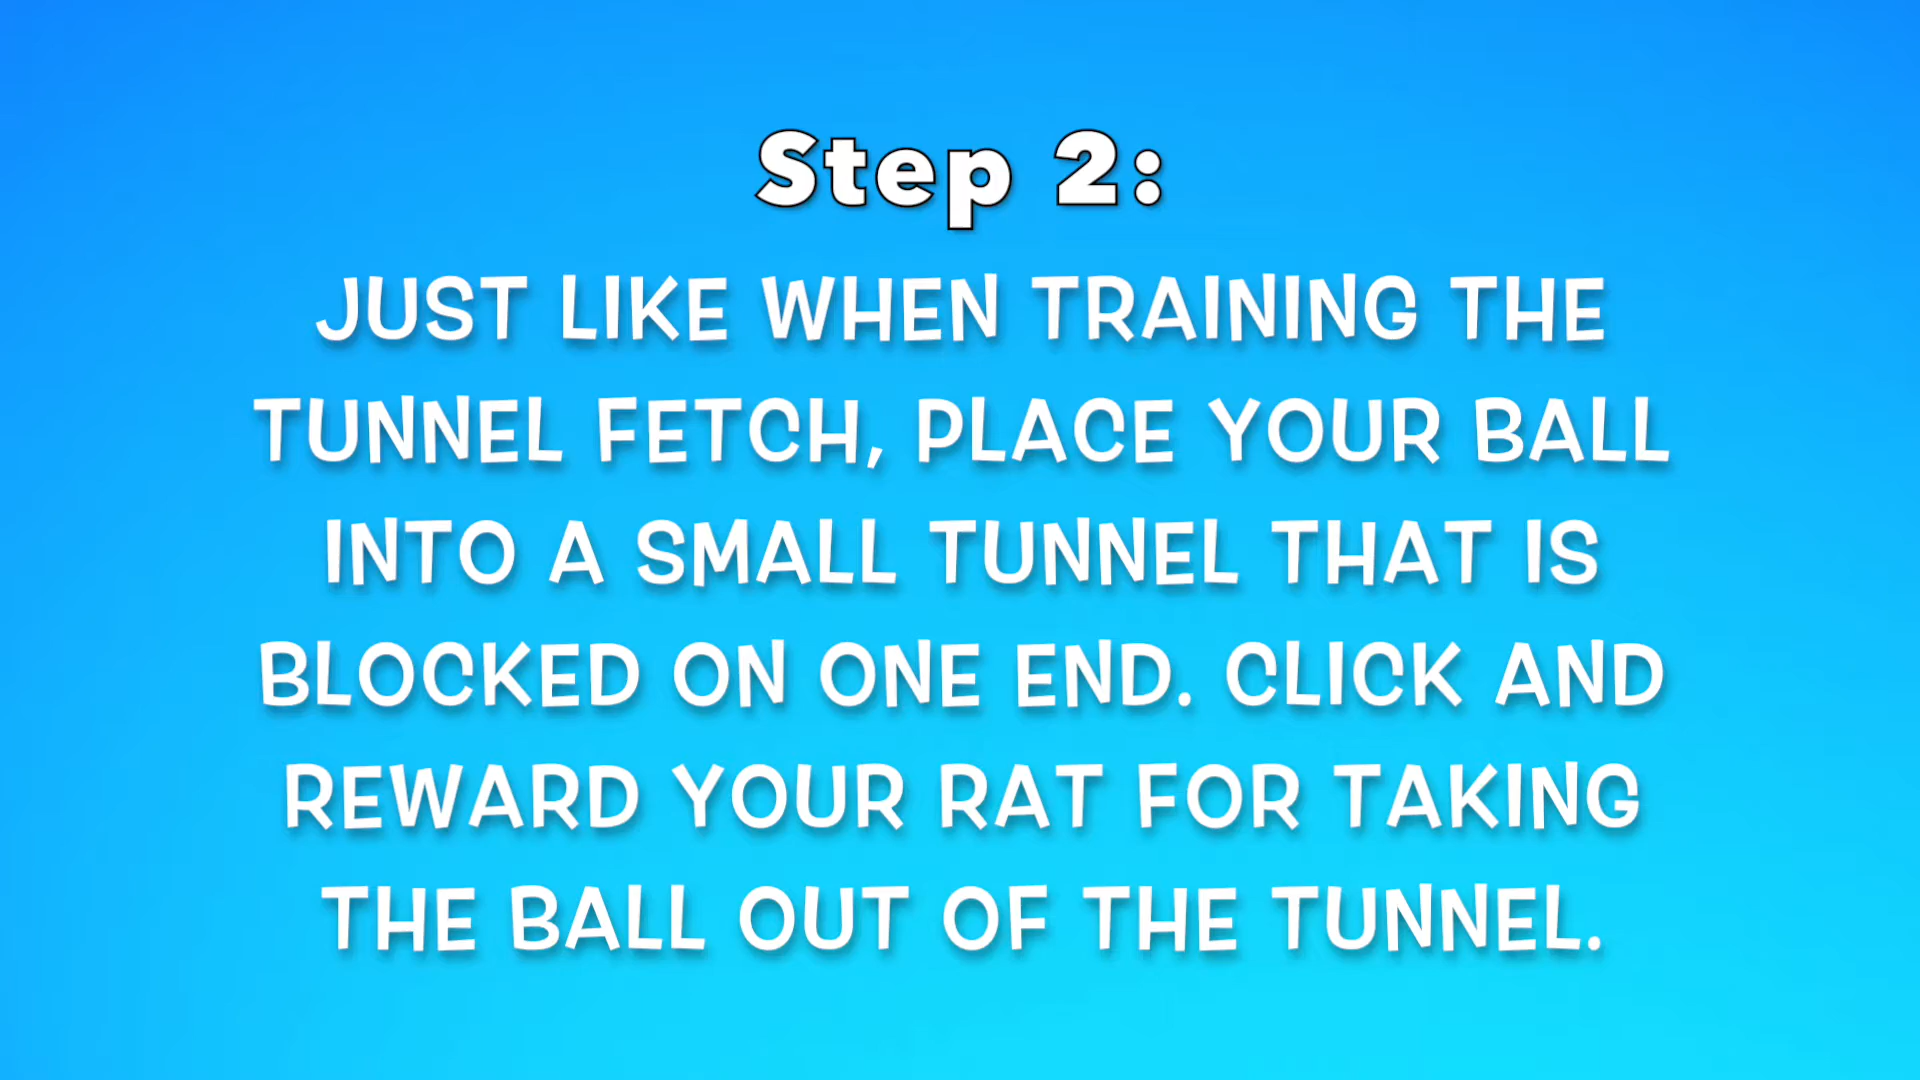 Step 2:
JUST LIKE WHEN TRAINING THE
TUNNEL FETCH, PLACE YOUR BALL
INTO A SMALL TUNNEL THAT IS
BLOCKED ON ONE END. CLICK AND
REWARD YOUR RAT FOR TAKING
THE BALL OUT OF THE TUNNEL.